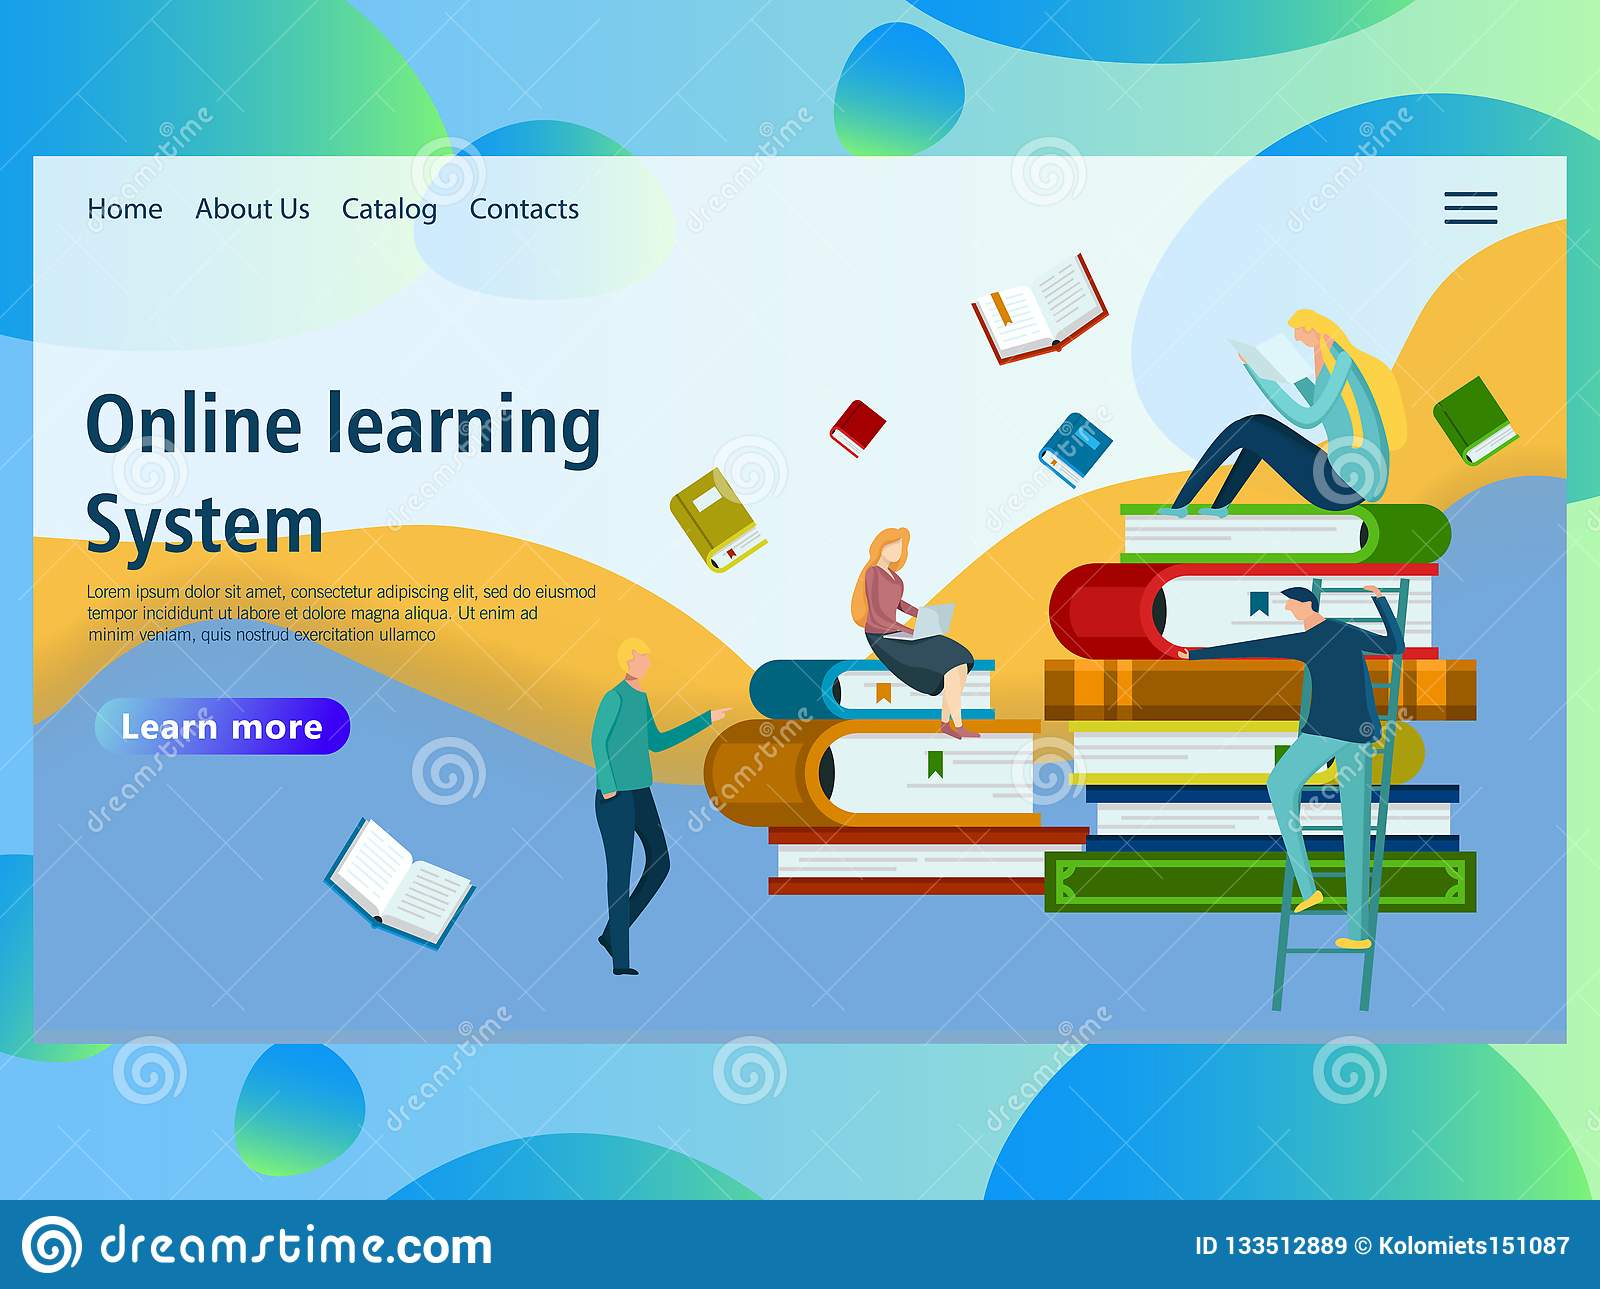 Home About Us Catalog Contacts
Online learning
System
Lorem ipsum dolor sit amet, consectetur adipiscing elit, sed do eiusmod
tempor incididunt ut labore et dolore magna aliqua. Ut enim ad
minim veniam, quis nostrud exercitation ullamco
Learn more
dreamstime.com
ID 133512889 © Kolomiets151087